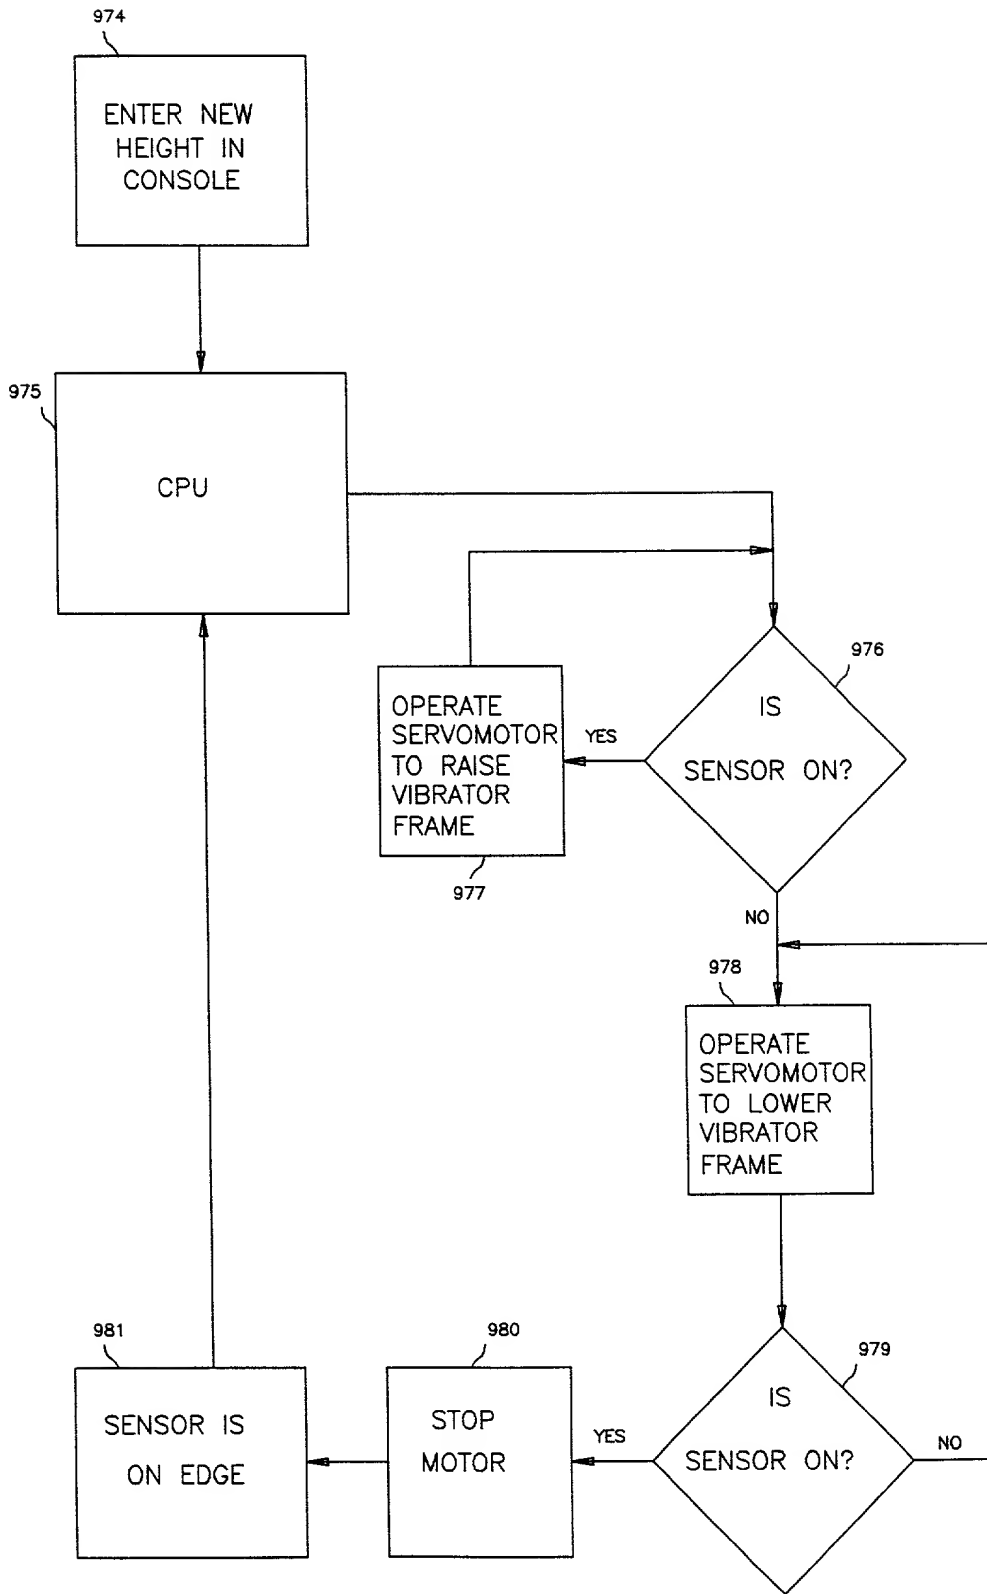 974
ENTER NEW
HEIGHT IN
CONSOLE
975
CPU
976
IS
SENSOR ON?
YES
OPERATE
SERVOMOTOR
TO RAISE
VIBRATOR
FRAME
977
NO
978
OPERATE
SERVOMOTOR
TO LOWER
VIBRATOR
FRAME
979
IS
SENSOR ON?
NO
YES
980
STOP
MOTOR
981
SENSOR IS
ON EDGE